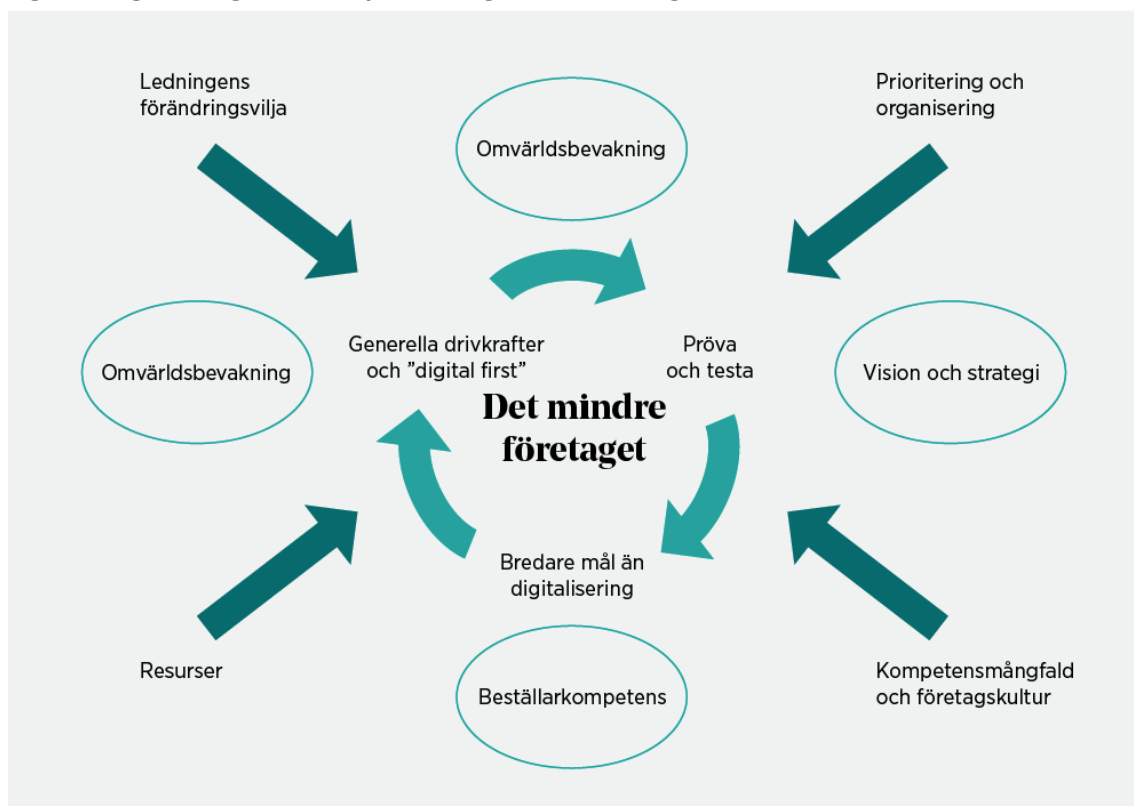 Ledningens
förändringsvilja
Omvärldsbevakning
Prioritering och
organisering
Omvärldsbevakning
Generella drivkrafter
och ”digital first”
Pröva
och testa
Vision och strategi
Det mindre
företaget
Bredare mål än
digitalisering
Resurser
Beställarkompetens
Kompetensmångfald
och företagskultur